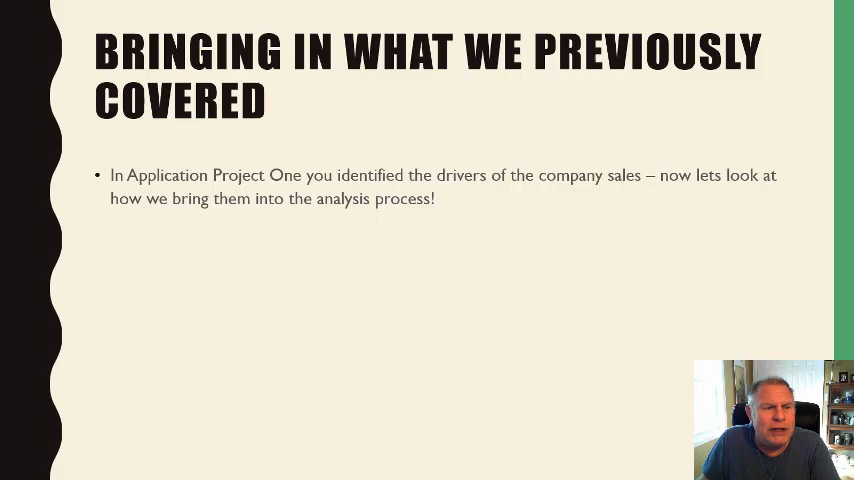 BRINGING IN WHAT WE PREVIOUSLY
COVERED
• In Application Project One you identified the drivers of the company sales – now lets look at
how we bring them into the analysis process!